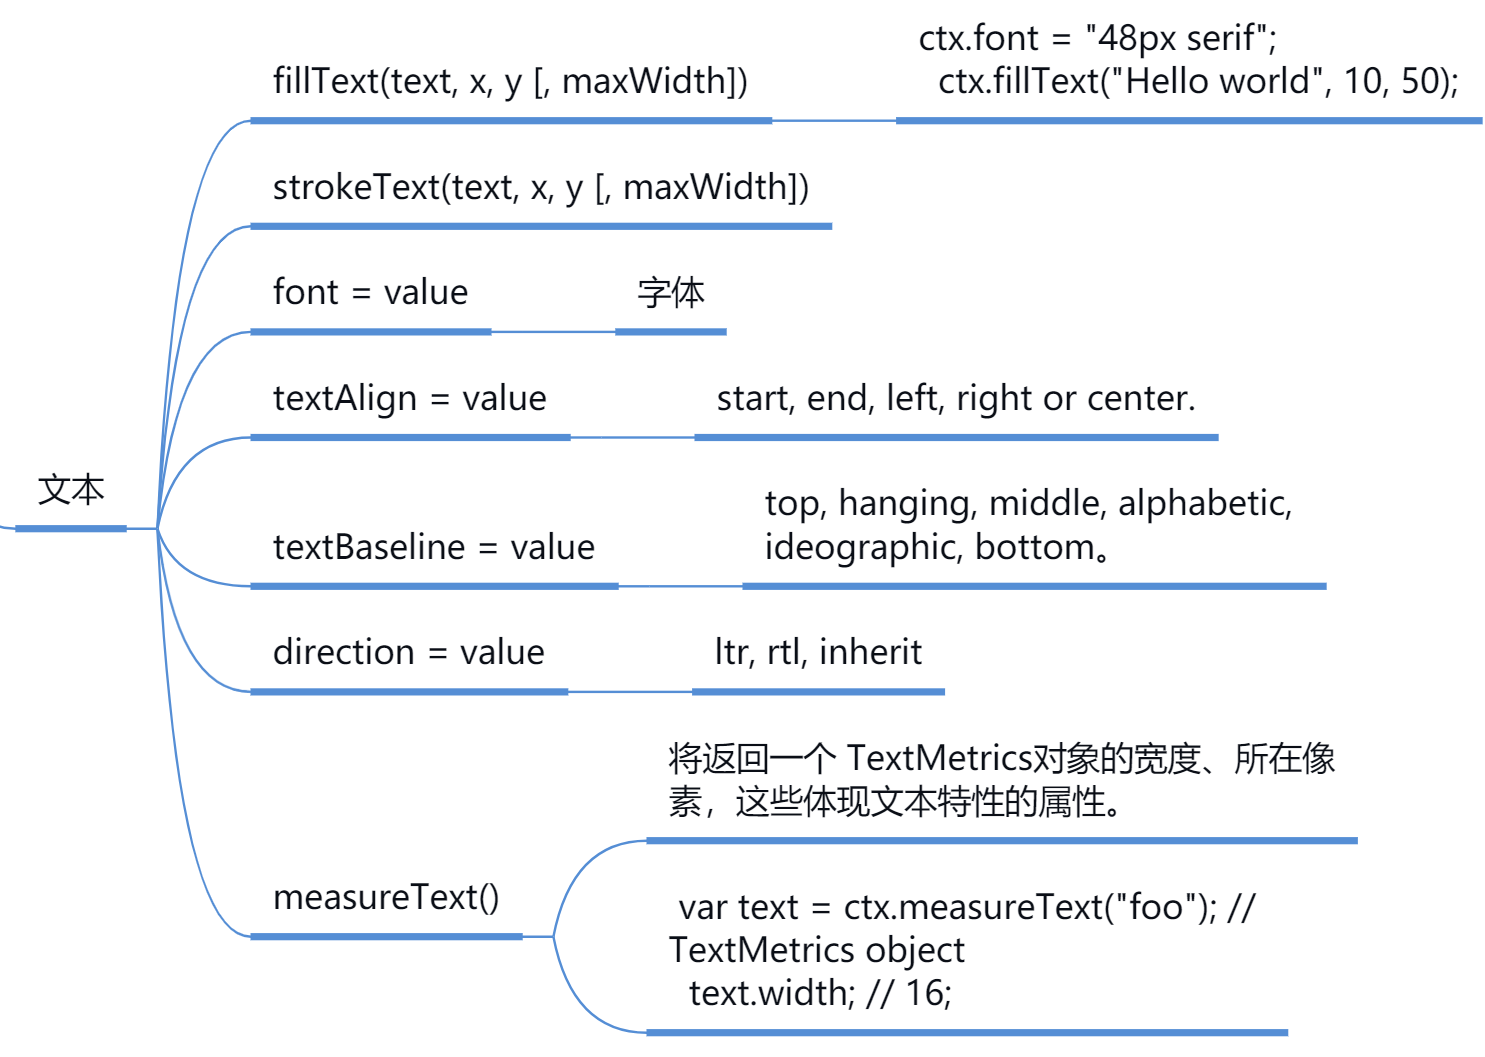 ctx.font = "48px serif";
fillText(text, x, y [, maxWidth])
ctx.fillText("Hello world", 10, 50);
strokeText(text, x, y [, maxWidth])
font = value
字体
textAlign = value
start, end, left, right or center.
文本
textBaseline = value
top, hanging, middle, alphabetic,
ideographic, bottom。
direction = value
ltr, rtl, inherit
measureText()
将返回一个 TextMetrics对象的宽度、所在像
素，这些体现文本特性的属性。
var text = ctx.measureText("foo"); //
TextMetrics object
text.width; // 16;